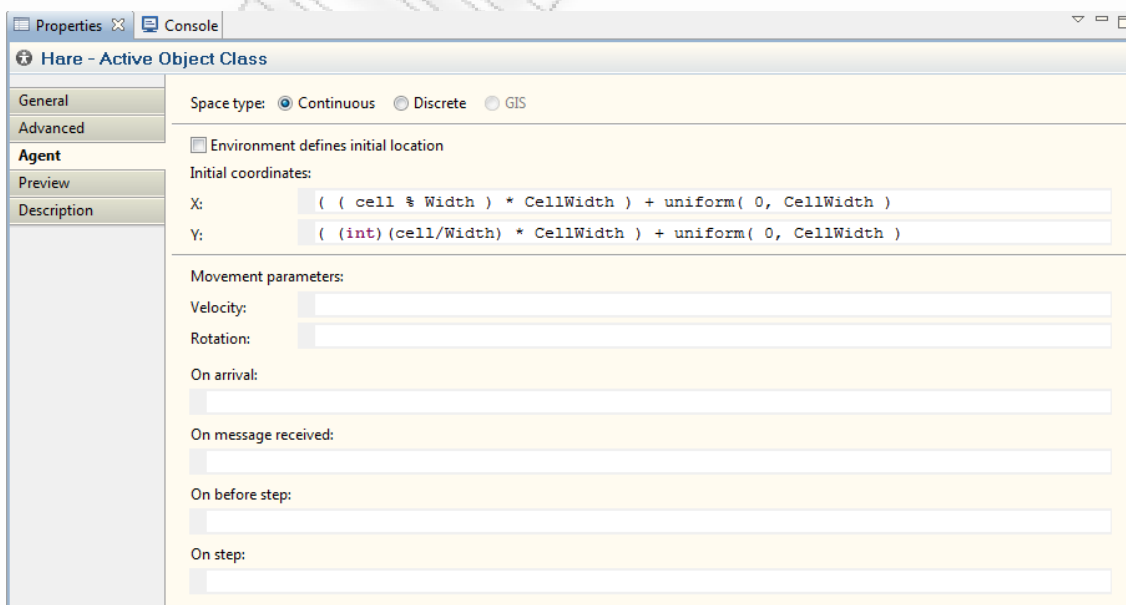 Properties Console
Hare - Active Object Class
General
Advanced
Agent
Preview
Description
Space type: Continuous Discrete GIS
Environment defines initial location
Initial coordinates:
X: ( ( cell % Width ) * CellWidth ) + uniform( 0, CellWidth )
Y: ( (int)(cell/Width) * CellWidth ) + uniform( 0, CellWidth )
Movement parameters:
Velocity:
Rotation:
On arrival:
On message received:
On before step:
On step: